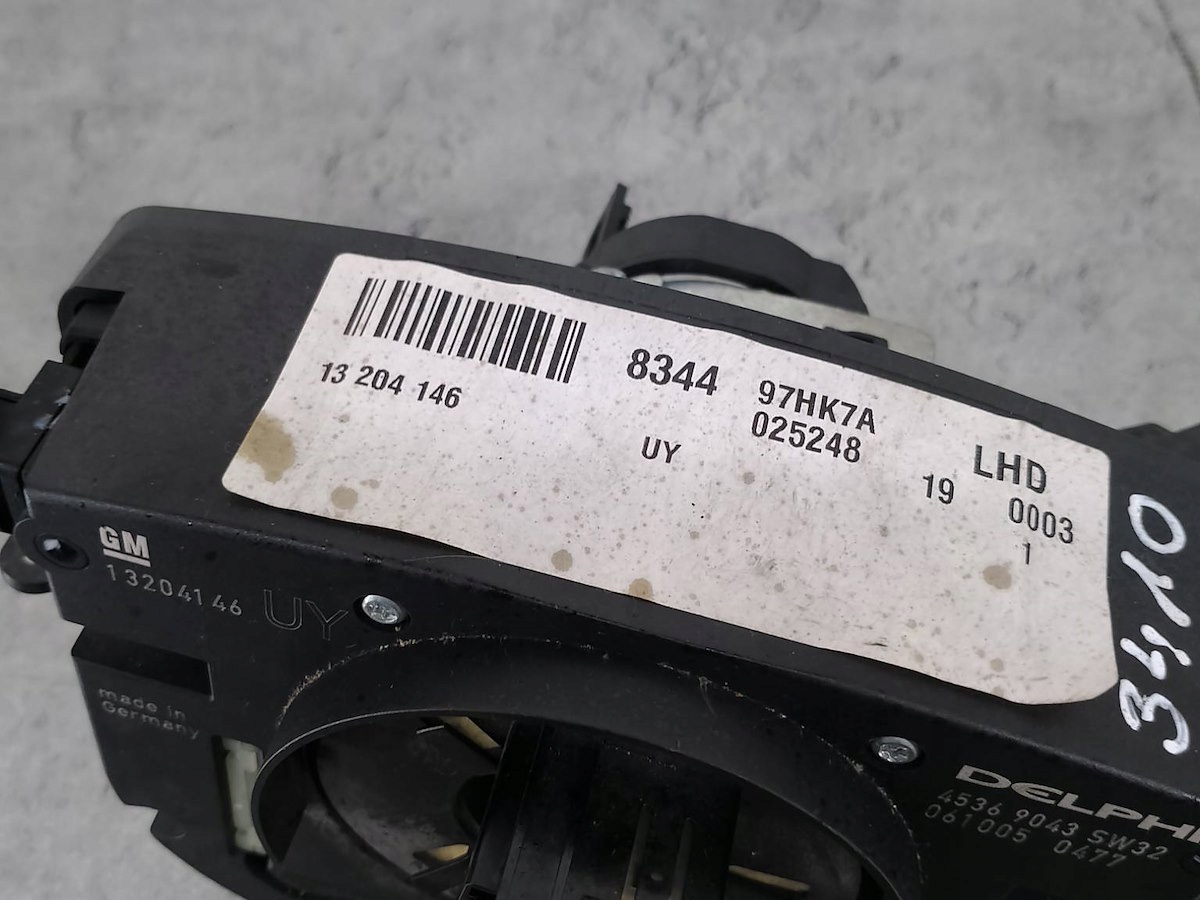 13 204 146
8344
97HK7A
025248
UY
LHD
19 0003
1
GM
13204146 UY
made in
Germany
DELPHI
4536 9043 SW32
061005 0477
3410